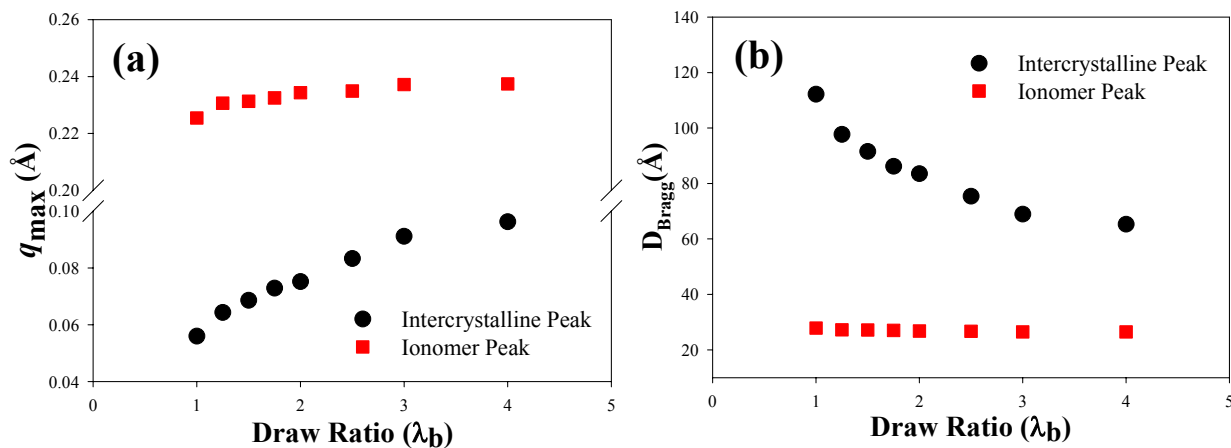 (a)
0.26
0.24
0.22
0.20
0.10
0.08
0.06
0.04
qmax (Å)
Intercrystalline Peak
Ionomer Peak
0 1 2 3 4 5
Draw Ratio (λb)
(b)
140
120
100
80
60
40
20
DBragg (Å)
Intercrystalline Peak
Ionomer Peak
0 1 2 3 4 5
Draw Ratio (λb)